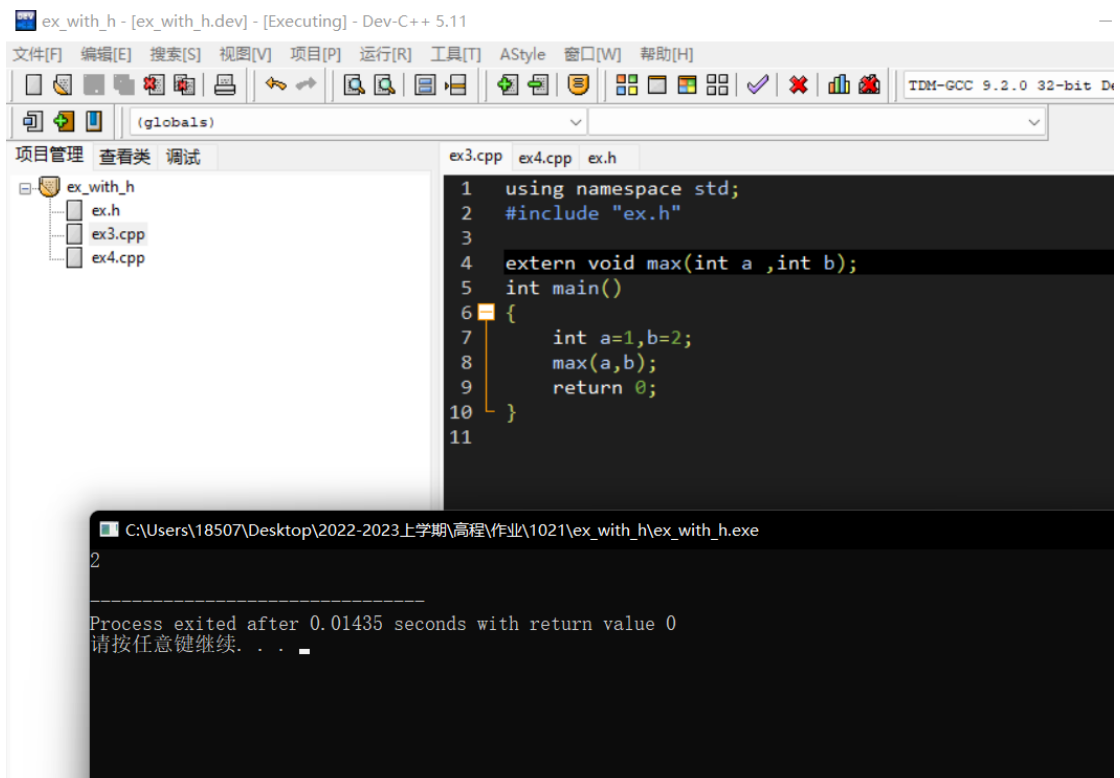 ex_with_h - [ex_with_h.dev] - [Executing] - Dev-C++ 5.11
文件[F] 编辑[E] 搜索[S] 视图[V] 项目[P] 运行[R] 工具[T] AStyle 窗口[W] 帮助[H]
TDM-GCC 9.2.0 32-bit De
(globals)
项目管理 查看类 调试
ex_with_h
ex.h
ex3.cpp
ex4.cpp
ex3.cpp ex4.cpp ex.h
1 using namespace std;
2 #include "ex.h"
3
4 extern void max(int a ,int b);
5 int main()
6 {
7 int a=1,b=2;
8 max(a,b);
9 return 0;
10 }
11
C:\Users\18507\Desktop\2022-2023上学期\高程\作业\1021\ex_with_h\ex_with_h.exe
2
--------------------------------
Process exited after 0.01435 seconds with return value 0
请按任意键继续. . .